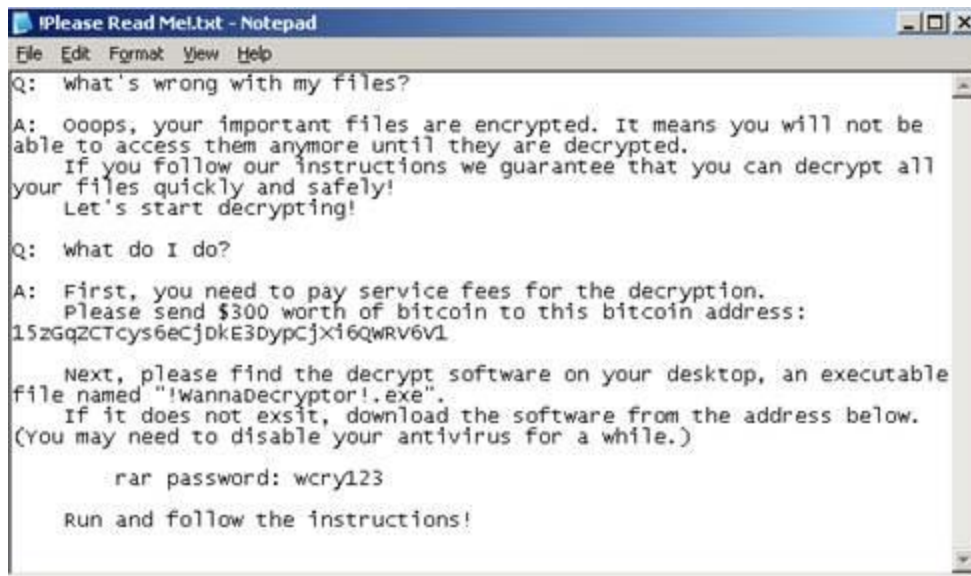 !Please Read Me!.txt - Notepad
File Edit Format View Help
Q: What's wrong with my files?
A: Ooops, your important files are encrypted. It means you will not be
able to access them anymore until they are decrypted.
If you follow our instructions we guarantee that you can decrypt all
your files quickly and safely!
Let's start decrypting!
Q: What do I do?
A: First, you need to pay service fees for the decryption.
Please send $300 worth of bitcoin to this bitcoin address:
15zGqZCTcys6eCjDkE3DypCjXi6QWRV6V1
Next, please find the decrypt software on your desktop, an executable
file named "!WannaDecryptor!.exe".
If it does not exsit, download the software from the address below.
(You may need to disable your antivirus for a while.)
rar password: wcry123
Run and follow the instructions!